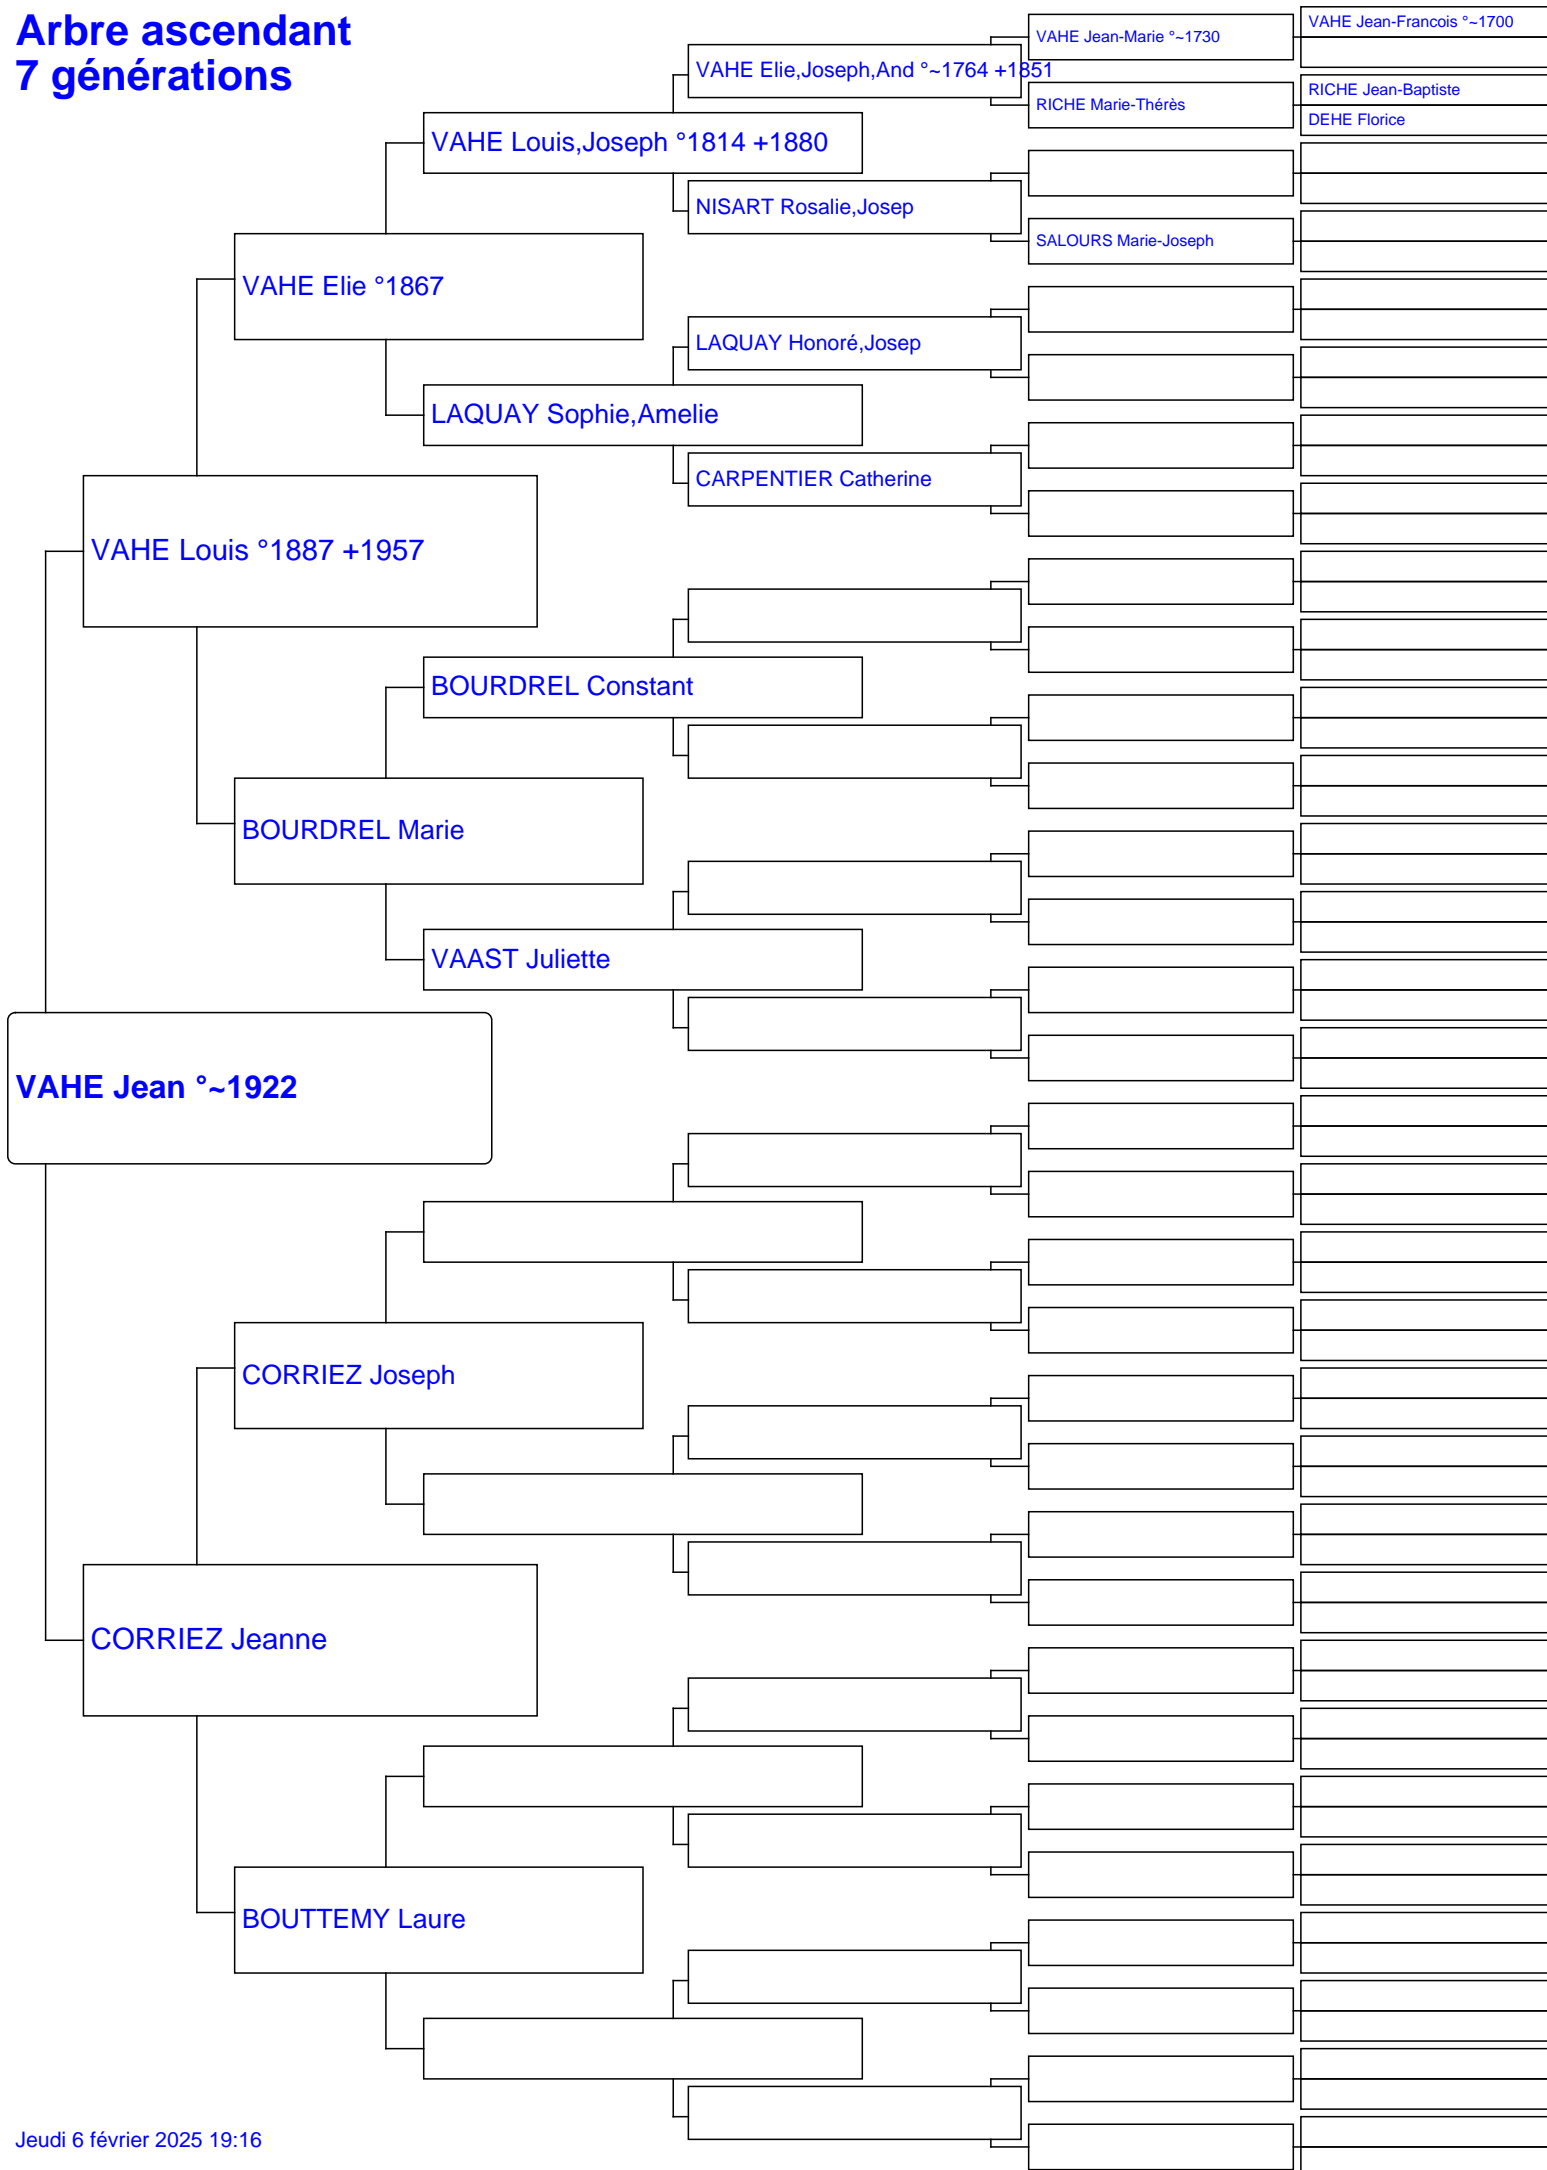 Arbre ascendant
7 générations
VAHE Jean-Francois °~1700
VAHE Jean-Marie °~1730
VAHE Elie,Joseph,And °~1764 +1851
RICHE Jean-Baptiste
RICHE Marie-Thérès
DEHE Florice
VAHE Louis,Joseph °1814 +1880
NISART Rosalie,Josep
SALOURS Marie-Joseph
VAHE Elie °1867
LAQUAY Honoré,Josep
LAQUAY Sophie,Amelie
CARPENTIER Catherine
VAHE Louis °1887 +1957
BOURDREL Constant
BOURDREL Marie
VAAST Juliette
VAHE Jean °~1922
CORRIEZ Joseph
CORRIEZ Jeanne
BOUTTEMY Laure
Jeudi 6 février 2025 19:16